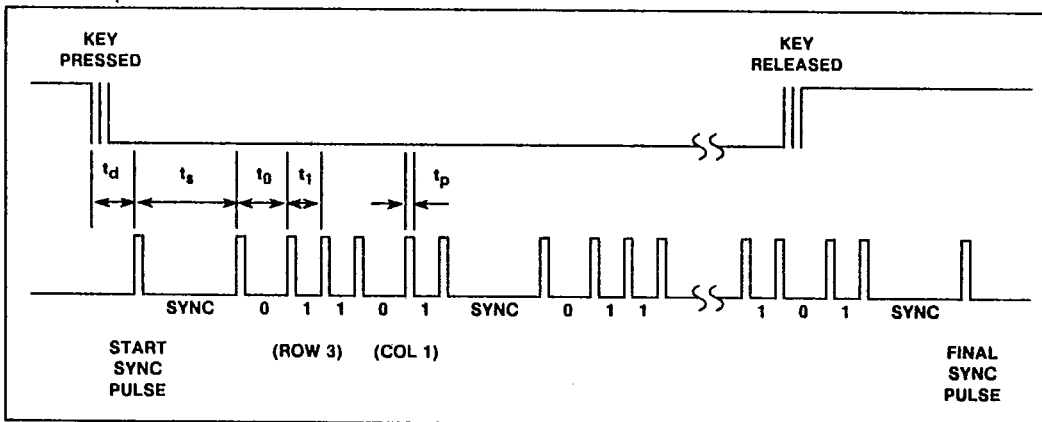 KEY
PRESSED
KEY
RELEASED
td
ts
t0
t1
tp
SYNC 0 1 1 0 1 SYNC 0 1 1 1 0 1 SYNC
START
SYNC
PULSE
(ROW 3) (COL 1)
FINAL
SYNC
PULSE